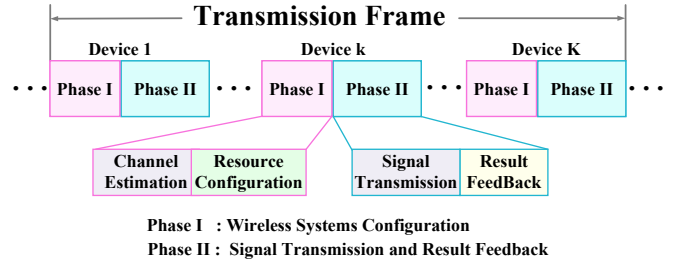 Transmission Frame
Device 1 Device k Device K
... Phase I Phase II ... Phase I Phase II ... Phase I Phase II ...
Channel Resource Signal Result
Estimation Configuration Transmission FeedBack
Phase I : Wireless Systems Configuration
Phase II : Signal Transmission and Result Feedback